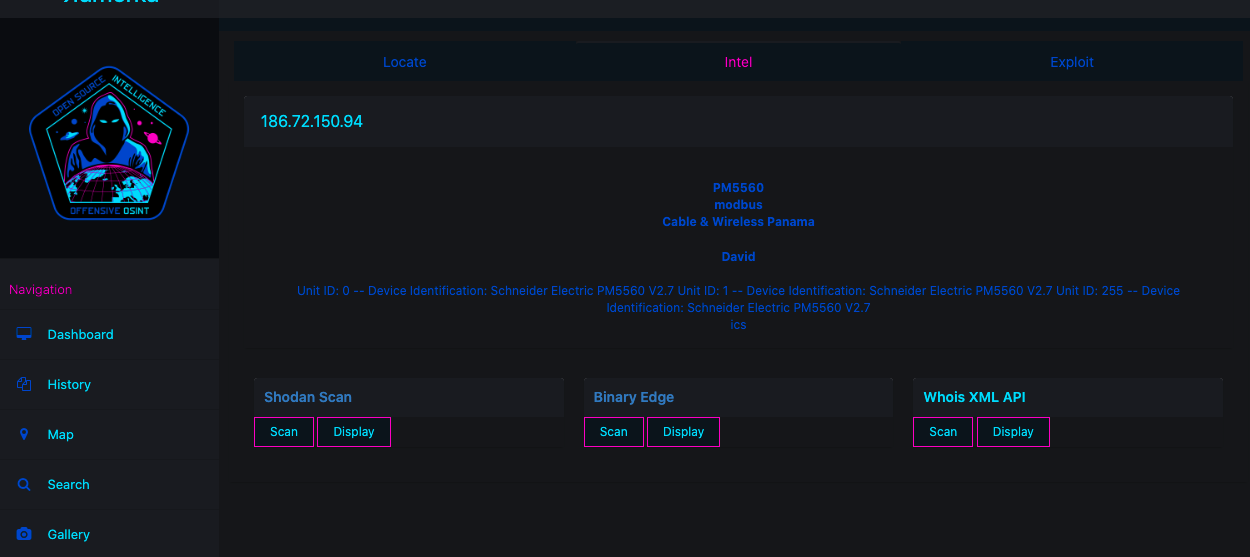 Locate
Intel
Exploit
186.72.150.94
OPEN SOURCE INTELLIGENCE
OFFENSIVE OSINT
PM5560
modbus
Cable & Wireless Panama
David
Unit ID: 0 -- Device Identification: Schneider Electric PM5560 V2.7 Unit ID: 1 -- Device Identification: Schneider Electric PM5560 V2.7 Unit ID: 255 -- Device
Identification: Schneider Electric PM5560 V2.7
ics
Navigation
Dashboard
History
Map
Search
Gallery
Shodan Scan
Scan
Display
Binary Edge
Scan
Display
Whois XML API
Scan
Display